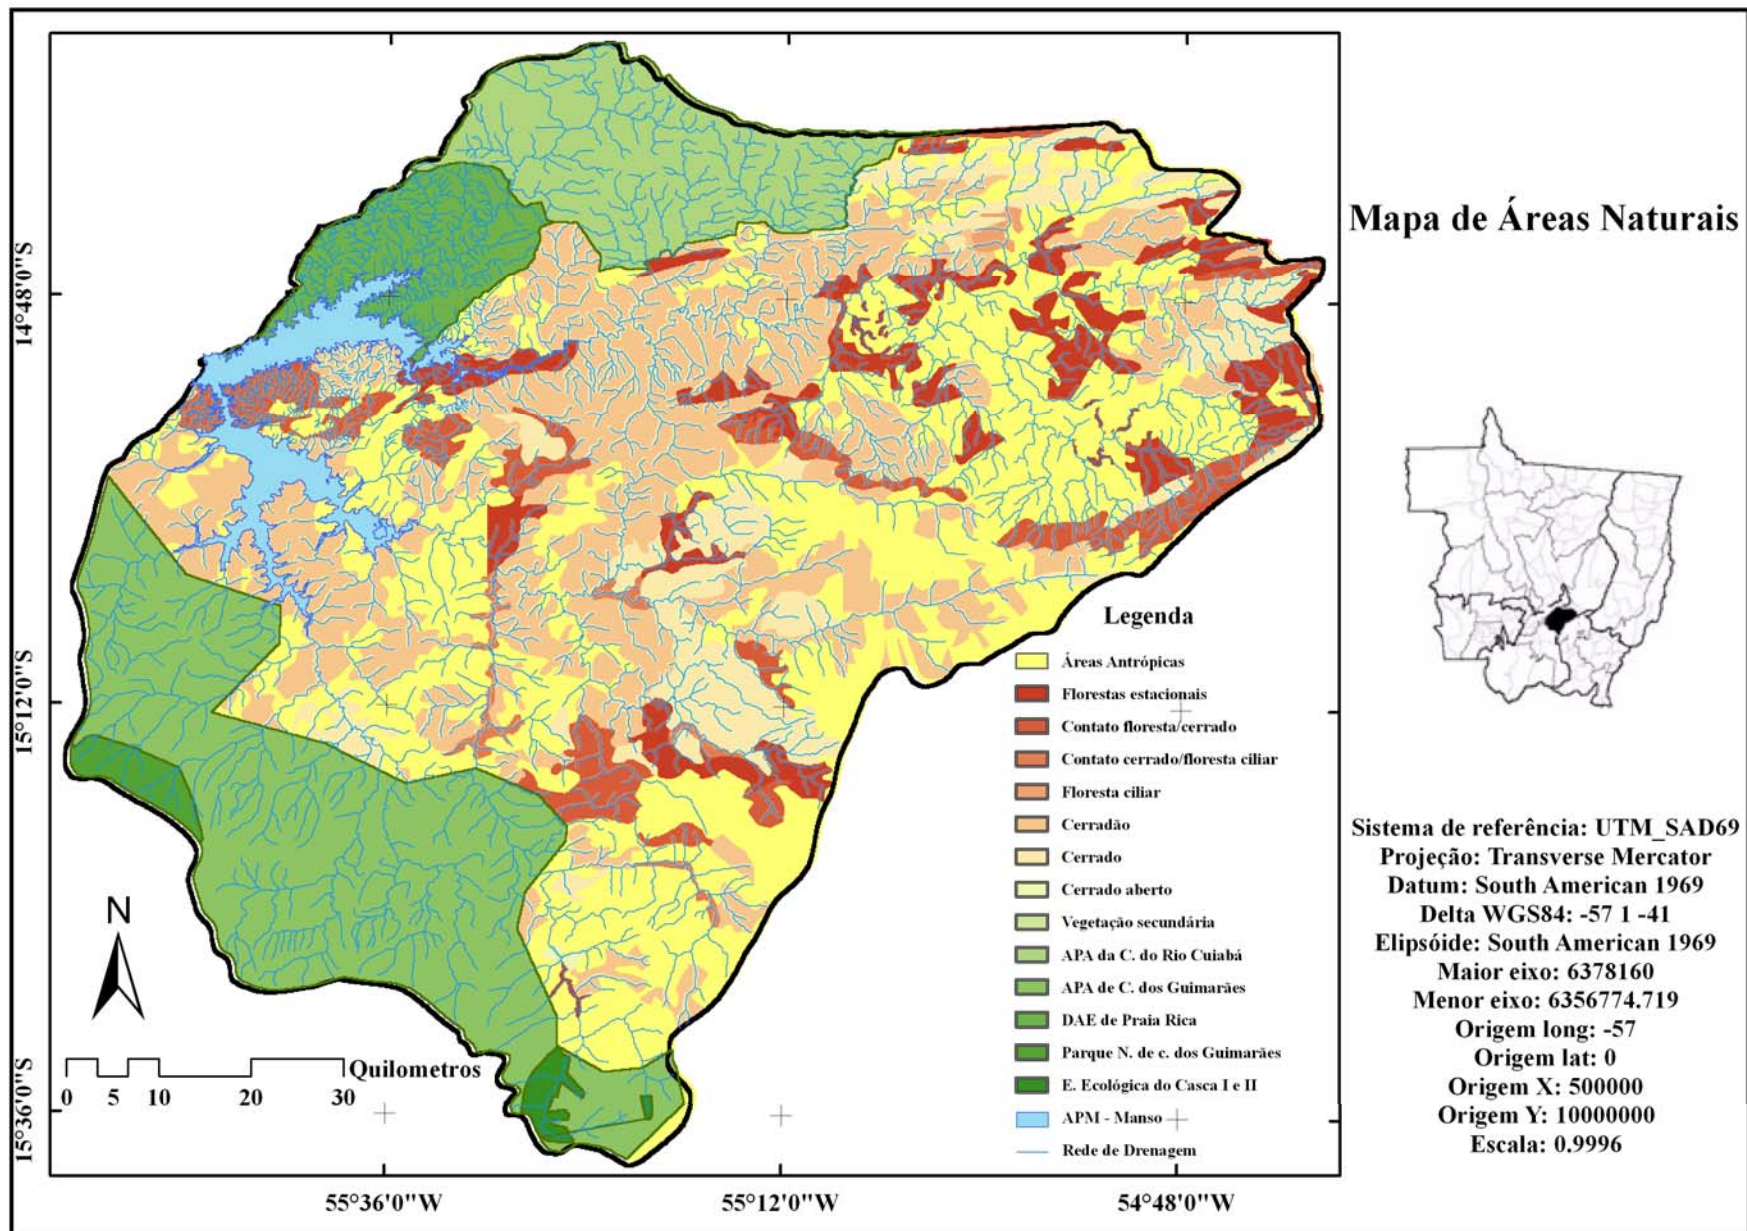 Mapa de Áreas Naturais
14°48'0"S
15°12'0"S
15°36'0"S
N
0 5 10 20 30
Quilometros
55°36'0"W
55°12'0"W
54°48'0"W
Legenda
Áreas Antrópicas
Florestas estacionais
Contato floresta/cerrado
Contato cerrado/floresta ciliar
Floresta ciliar
Cerradão
Cerrado
Cerrado aberto
Vegetação secundária
APA da C. do Rio Cuiabá
APA de C. dos Guimarães
DAE de Praia Rica
Parque N. de c. dos Guimarães
E. Ecológica do Casca I e II
APM - Manso
Rede de Drenagem
Sistema de referência: UTM_SAD69
Projeção: Transverse Mercator
Datum: South American 1969
Delta WGS84: -57 1 -41
Elipsóide: South American 1969
Maior eixo: 6378160
Menor eixo: 6356774.719
Origem long: -57
Origem lat: 0
Origem X: 500000
Origem Y: 10000000
Escala: 0.9996